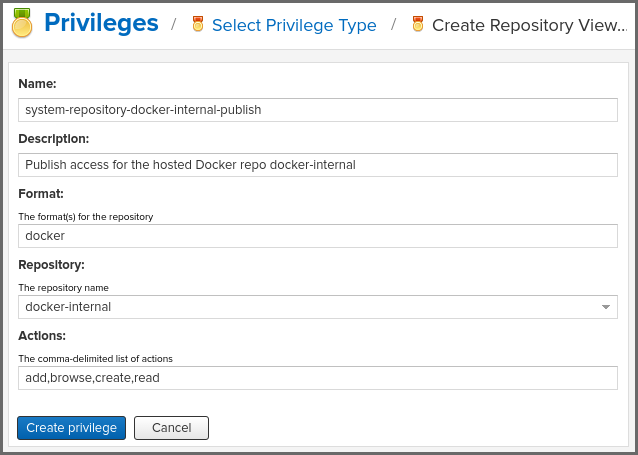 Privileges / Select Privilege Type / Create Repository View...
Name:
system-repository-docker-internal-publish
Description:
Publish access for the hosted Docker repo docker-internal
Format:
The format(s) for the repository
docker
Repository:
The repository name
docker-internal
Actions:
The comma-delimited list of actions
add,browse,create,read
Create privilege Cancel